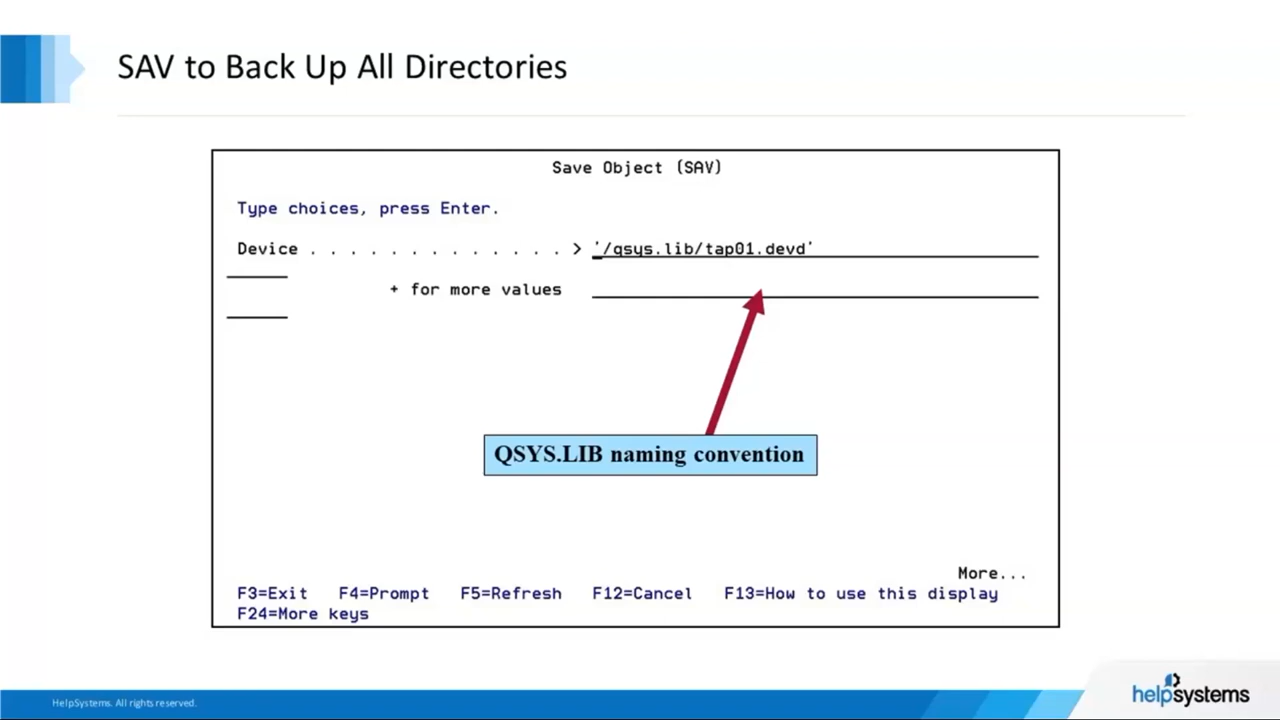 SAV to Back Up All Directories
Save Object (SAV)
Type choices, press Enter.
Device . . . . . . . . . . . . . > '/qsys.lib/tap01.devd'
+ for more values
QSYS.LIB naming convention
More...
F3=Exit F4=Prompt F5=Refresh F12=Cancel F13=How to use this display
F24=More keys
HelpSystems. All rights reserved.
helpsystems